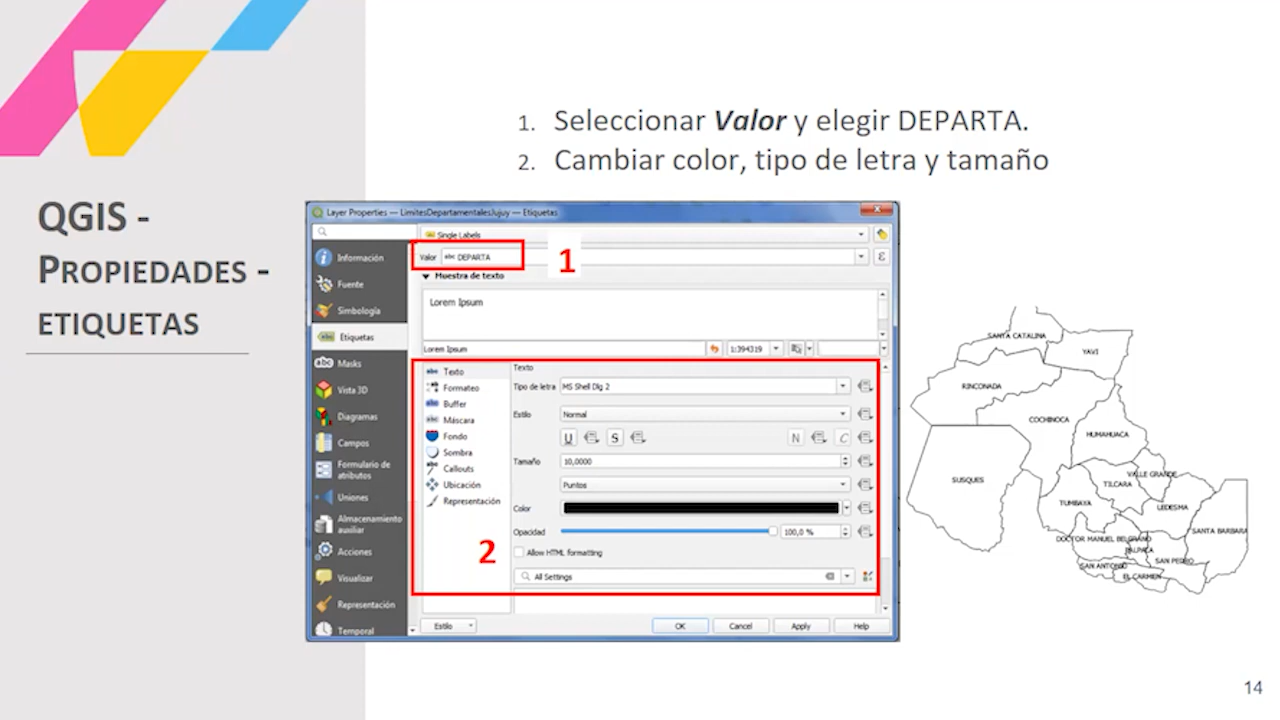 QGIS -
PROPIEDADES -
ETIQUETAS
1. Seleccionar Valor y elegir DEPARTA.
2. Cambiar color, tipo de letra y tamaño
Layer Properties — LimitesDepartamentalesJujuy — Etiquetas
Single Labels
Valor abc DEPARTA
1
Muestra de texto
Lorem Ipsum
Lorem Ipsum
1:394319
Información
Fuente
Simbología
Etiquetas
Masks
Vista 3D
Diagramas
Campos
Formulario de
atributos
Uniones
Almacenamiento
auxiliar
Acciones
Visualizar
Representación
Temporal
Texto
Formateo
Buffer
Máscara
Fondo
Sombra
Callouts
Ubicación
Representación
2
Texto
Tipo de letra MS Shell Dlg 2
Estilo Normal
U S N C
Tamaño 10,0000
Puntos
Color
Opacidad 100,0 %
Allow HTML formatting
All Settings
Estilo
OK
Cancel
Apply
Help
SANTA CATALINA
YAVI
RINCONADA
COCHINOCA
HUMAHUACA
SUSQUES
VALLE GRANDE
TILCARA
TUMBAYA
LEDESMA
SANTA BARBARA
DOCTOR MANUEL BELGRANO
PALPALA
SAN PEDRO
SAN ANTONIO
EL CARMEN
14